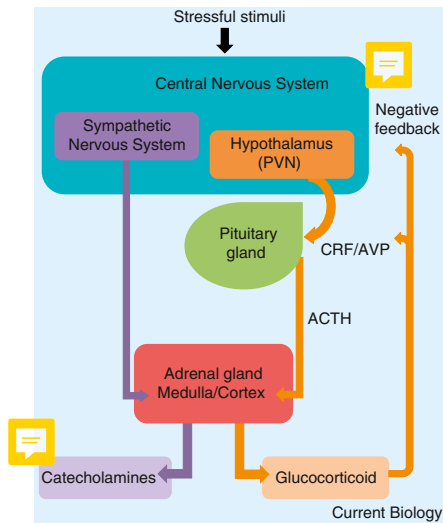 Stressful stimuli
Central Nervous System
Negative
feedback
Sympathetic
Nervous System
Hypothalamus
(PVN)
Pituitary
gland
CRF/AVP
ACTH
Adrenal gland
Medulla/Cortex
Catecholamines
Glucocorticoid
Current Biology